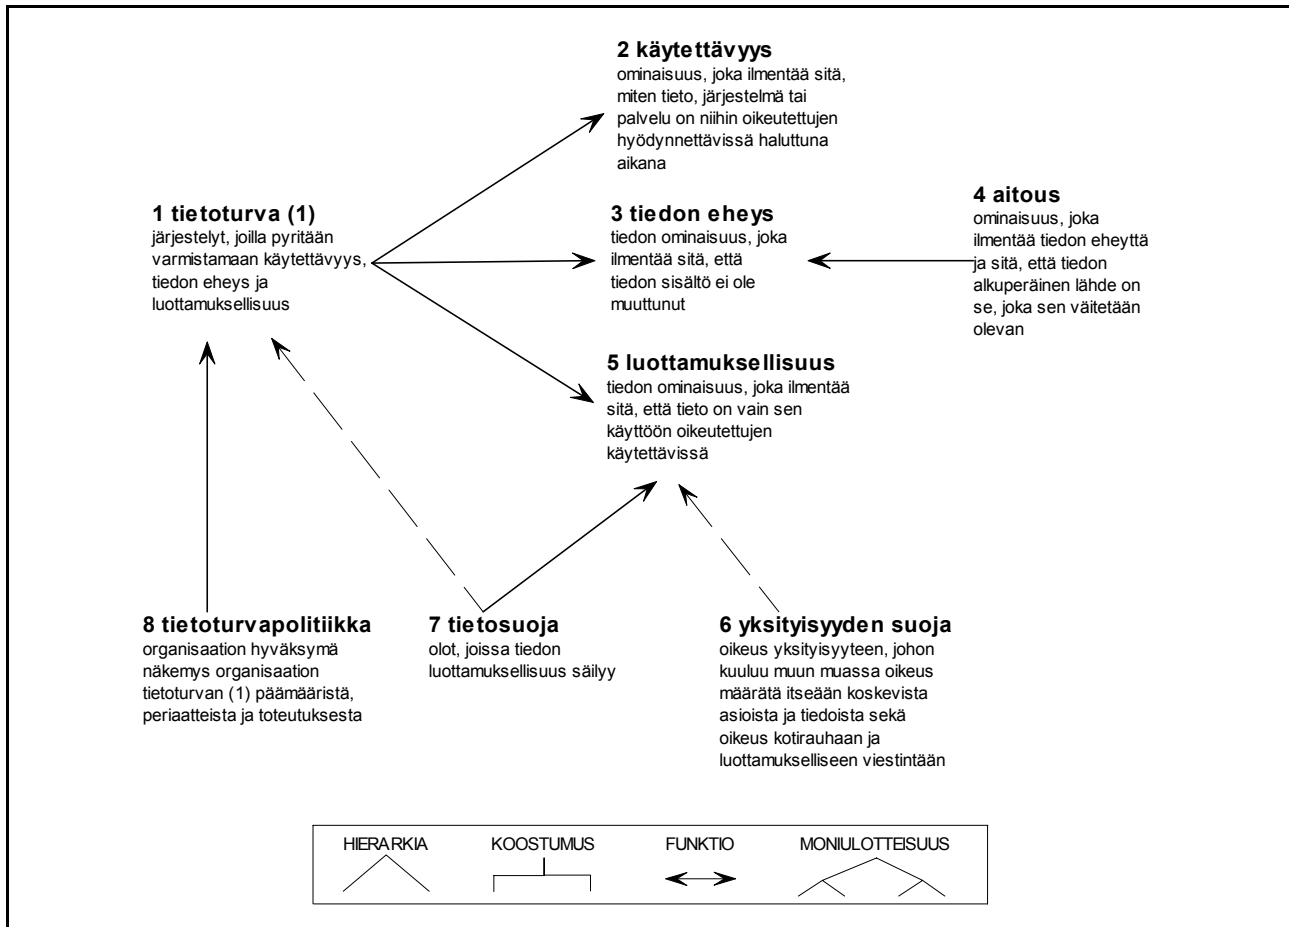 2 käytettävyys
ominaisuus, joka ilmentää sitä,
miten tieto, järjestelmä tai
palvelu on niihin oikeutettujen
hyödynnettävissä haluttuna
aikana
1 tietoturva (1)
järjestelyt, joilla pyritään
varmistamaan käytettävyys,
tiedon eheys ja
luottamuksellisuus
3 tiedon eheys
tiedon ominaisuus, joka
ilmentää sitä, että
tiedon sisältö ei ole
muuttunut
4 aitous
ominaisuus, joka
ilmentää tiedon eheyttä
ja sitä, että tiedon
alkuperäinen lähde on
se, joka sen väitetään
olevan
5 luottamuksellisuus
tiedon ominaisuus, joka ilmentää
sitä, että tieto on vain sen
käyttöön oikeutettujen
käytettävissä
8 tietoturvapolitiikka
organisaation hyväksymä
näkemys organisaation
tietoturvan (1) päämääristä,
periaatteista ja toteutuksesta
7 tietosuoja
olot, joissa tiedon
luottamuksellisuus säilyy
6 yksityisyyden suoja
oikeus yksityisyyteen, johon
kuuluu muun muassa oikeus
määrätä itseään koskevista
asioista ja tiedoista sekä
oikeus kotirauhaan ja
luottamukselliseen viestintään
HIERARKIA KOOSTUMUS FUNKTIO MONIULOTTEISUUS